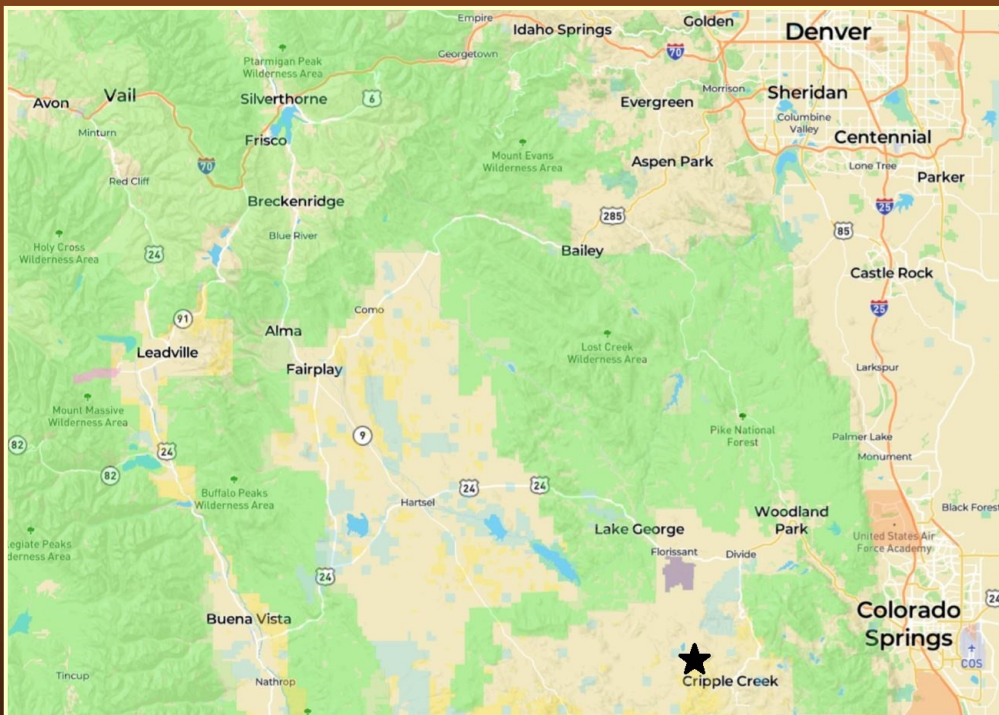 Empire
Golden
Idaho Springs
Denver
70
Georgetown
Ptarmigan Peak
Wilderness Area
Avon
Vail
Silverthorne
6
Evergreen
Morrison
Sheridan
Minturn
Frisco
Columbine
Valley
Centennial
70
Mount Evans
Wilderness Area
Aspen Park
Lone Tree
Parker
Red Cliff
Breckenridge
285
25
Blue River
85
Holy Cross
Wilderness Area
24
Bailey
Castle Rock
91
Como
25
Alma
Leadville
Lost Creek
Wilderness Area
Fairplay
Larkspur
Mount Massive
Wilderness Area
82
9
Pike National
Forest
Palmer Lake
24
Monument
82
Buffalo Peaks
Wilderness Area
24
24
Hartsel
Woodland
Park
Black Forest
Lake George
United States Air
Force Academy
legiate Peaks
derness Area
Florissant
Divide
24
24
Buena Vista
Colorado
Springs
COS
Tincup
Nathrop
Cripple Creek